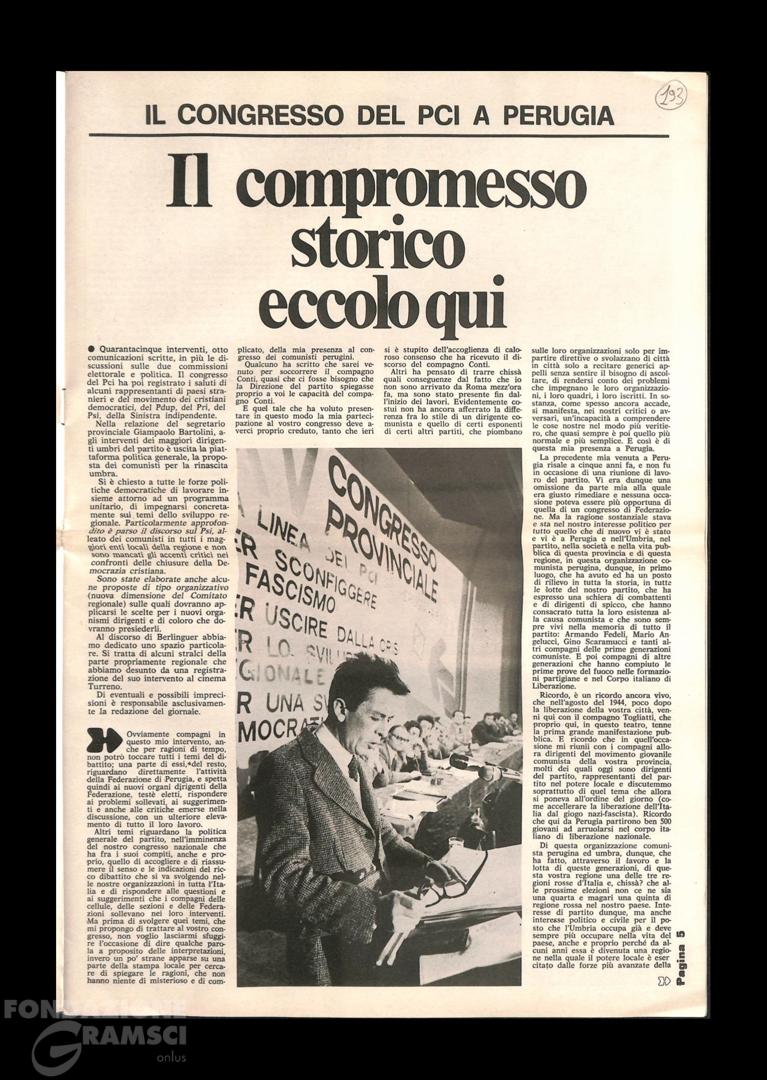 193
IL CONGRESSO DEL PCI A PERUGIA
Il compromesso
storico
eccolo qui
● Quarantacinque interventi, otto
comunicazioni scritte, in più le di-
scussioni sulle due commissioni
elettorale e politica. Il congresso
del Pci ha poi registrato i saluti di
alcuni rappresentanti di paesi stra-
nieri e del movimento dei cristiani
democratici, del Pdup, del Pri, del
Psi, della Sinistra indipendente.
Nella relazione del segretario
provinciale Giampaolo Bartolini, a-
gli interventi dei maggiori dirigen-
ti umbri del partito è uscita la piat-
taforma politica generale, la propo-
sta dei comunisti per la rinascita
umbra.
Si è chiesto a tutte le forze poli-
tiche democratiche di lavorare in-
sieme attorno ad un programma
unitario, di impegnarsi concreta-
mente sui temi dello sviluppo re-
gionale. Particolarmente approfon-
dito è parso il discorso sul Psi, al-
leato dei comunisti in tutti i mag-
giori enti locali della regione e non
sono mancati gli accenti critici nei
confronti delle chiusure della De-
mocrazia cristiana.
Sono state elaborate anche alcu-
ne proposte di tipo organizzativo
(nuova dimensione del Comitato
regionale) sulle quali dovranno ap-
plicarsi le scelte per i nuovi orga-
nismi dirigenti e di coloro che do-
vranno presiederli.
Al discorso di Berlinguer abbia-
mo dedicato uno spazio particola-
re. Si tratta di alcuni stralci della
parte propriamente regionale che
abbiamo desunto da una registra-
zione del suo intervento al cinema
Turreno.
Di eventuali e possibili impreci-
sioni è responsabile asclusivamen-
te la redazione del giornale.
Ovviamente compagni in
questo mio intervento, an-
che per ragioni di tempo,
non potrò toccare tutti i temi del di-
battito; una parte di essi, del resto,
riguardano direttamente l'attività
della Federazione di Perugia, e spetta
quindi ai nuovi organi dirigenti della
Federazione, testè eletti, rispondere
ai problemi sollevati, ai suggerimen-
ti e anche alle critiche emerse nella
discussione, con un ulteriore eleva-
mento di tutto il loro lavoro.
Altri temi riguardano la politica
generale del partito, nell'imminenza
del nostro congresso nazionale che
ha fra i suoi compiti, anche e pro-
prio, quello di accogliere e di riassu-
mere il senso e le indicazioni del ric-
co dibattito che si va svolgendo nel-
le nostre organizzazioni in tutta l'Ita-
lia e di rispondere alle questioni e
ai suggerimenti che i compagni delle
cellule, delle sezioni e delle Federa-
zioni sollevano nei loro interventi.
Ma prima di svolgere quei temi, che
mi propongo di trattare al vostro con-
gresso, non voglio lasciarmi sfuggi-
re l'occasione di dire qualche paro-
la a proposito delle interpretazioni,
invero un po' strane apparse su una
parte della stampa locale per cerca-
re di spiegare le ragioni, che non
hanno niente di misterioso e di com-
plicato, della mia presenza al con-
gresso dei comunisti perugini.
Qualcuno ha scritto che sarei ve-
nuto per soccorrere il compagno
Conti, quasi che ci fosse bisogno che
la Direzione del partito spiegasse
proprio a voi le capacità del compa-
gno Conti.
E quel tale che ha voluto presen-
tare in questo modo la mia parteci-
pazione al vostro congresso deve a-
verci proprio creduto, tanto che ieri
si è stupito dell'accoglienza di calo-
roso consenso che ha ricevuto il di-
scorso del compagno Conti.
Altri ha pensato di trarre chissà
quali conseguenze dal fatto che io
non sono arrivato da Roma mezz'ora
fa, ma sono stato presente fin dal-
l'inizio dei lavori. Evidentemente co-
stui non ha ancora afferrato la diffe-
renza fra lo stile di un dirigente co-
munista e quello di certi esponenti
di certi altri partiti, che piombano
CONGRESSO
PROVINCIALE
A LINEA DEL PCI
ER SCONFIGGERE
FASCISMO
ER USCIRE DALLA CRIS
R LO SVILU
GIONALE
R UNA SV
MOCRAT
sulle loro organizzazioni solo per im-
partire direttive o svolazzano di città
in città solo a recitare generici ap-
pelli senza sentire il bisogno di ascol-
tare, di rendersi conto dei problemi
che impegnano le loro organizzazio-
ni, i loro quadri, i loro iscritti. In so-
stanza, come spesso ancora accade,
si manifesta, nei nostri critici o av-
versari, un'incapacità a comprendere
le cose nostre nel modo più veritie-
ro, che quasi sempre è poi quello più
normale e più semplice. E così è di
questa mia presenza a Perugia.
La precedente mia venuta a Peru-
gia risale a cinque anni fa, e non fu
in occasione di una riunione di lavo-
ro del partito. Vi era dunque una
omissione da parte mia alla quale
era giusto rimediare e nessuna occa-
sione poteva essere più opportuna di
quella di un congresso di Federazio-
ne. Ma la ragione sostanziale stava
e sta nel nostro interesse politico per
tutto quello che di nuovo vi è stato
e vi è a Perugia e nell'Umbria, nel
partito, nella società e nella vita pub-
blica di questa provincia e di questa
regione, in questa organizzazione co-
munista perugina, dunque, in primo
luogo, che ha avuto ed ha un posto
di rilievo in tutta la storia, in tutte
le lotte del nostro partito, che ha
espresso una schiera di combattenti
e di dirigenti di spicco, che hanno
consacrato tutta la loro esistenza al-
la causa comunista e che sono sem-
pre vivi nella memoria di tutto il
partito: Armando Fedeli, Mario An-
gelucci, Gino Scaramucci e tanti al-
tri compagni delle prime generazioni
comuniste. E poi compagni di altre
generazioni che hanno compiuto le
prime prove del fuoco nelle formazio-
ni partigiane e nel Corpo italiano di
Liberazione.
Ricordo, è un ricordo ancora vivo,
che nell'agosto del 1944, poco dopo
la liberazione della vostra città, ven-
ni qui con il compagno Togliatti, che
proprio qui, in questo teatro, tenne
la prima grande manifestazione pub-
blica. E ricordo che in quell'occa-
sione mi riunii con i compagni allo-
ra dirigenti del movimento giovanile
comunista della vostra provincia,
molti dei quali oggi sono dirigenti
del partito, rappresentanti del par-
tito nel potere locale e discutemmo
soprattutto di quel tema che allora
si poneva all'ordine del giorno (co-
me accellerare la liberazione dell'Ita-
lia dal giogo nazi-fascista). Ricordo
che qui da Perugia partirono ben 500
giovani ad arruolarsi nel corpo ita-
liano di liberazione nazionale.
Di questa organizzazione comuni-
sta perugina ed umbra, dunque, che
ha fatto, attraverso il lavoro e la
lotta di queste generazioni, di que-
sta vostra regione una delle tre re-
gioni rosse d'Italia e, chissà? che al-
le prossime elezioni non ce ne sia
una quarta e magari una quinta di
regione rossa nel nostro paese. Inte-
resse di partito dunque, ma anche
interesse politico e civile per il po-
sto che l'Umbria occupa già e deve
sempre più occupare nella vita del
paese, anche e proprio perché da al-
cuni anni essa è divenuta una regio-
ne nella quale il potere locale è eser-
citato dalle forze più avanzate della
Pagina 5
FONDAZIONE
GRAMSCI
onlus